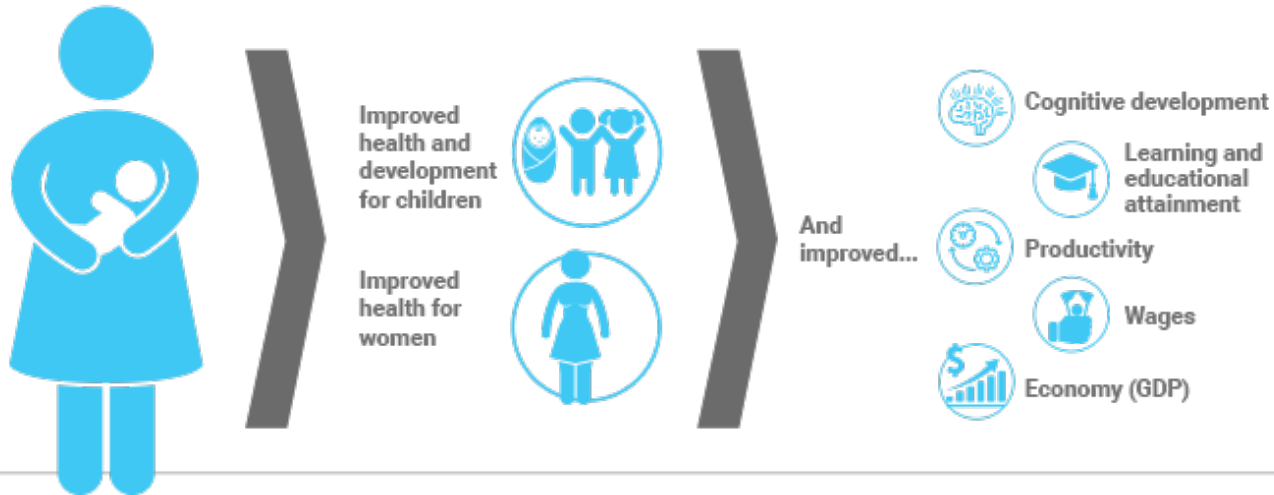 Improved
health and
development
for children
Improved
health for
women
And
improved...
Cognitive development
Learning and
educational
attainment
Productivity
Wages
$
Economy (GDP)